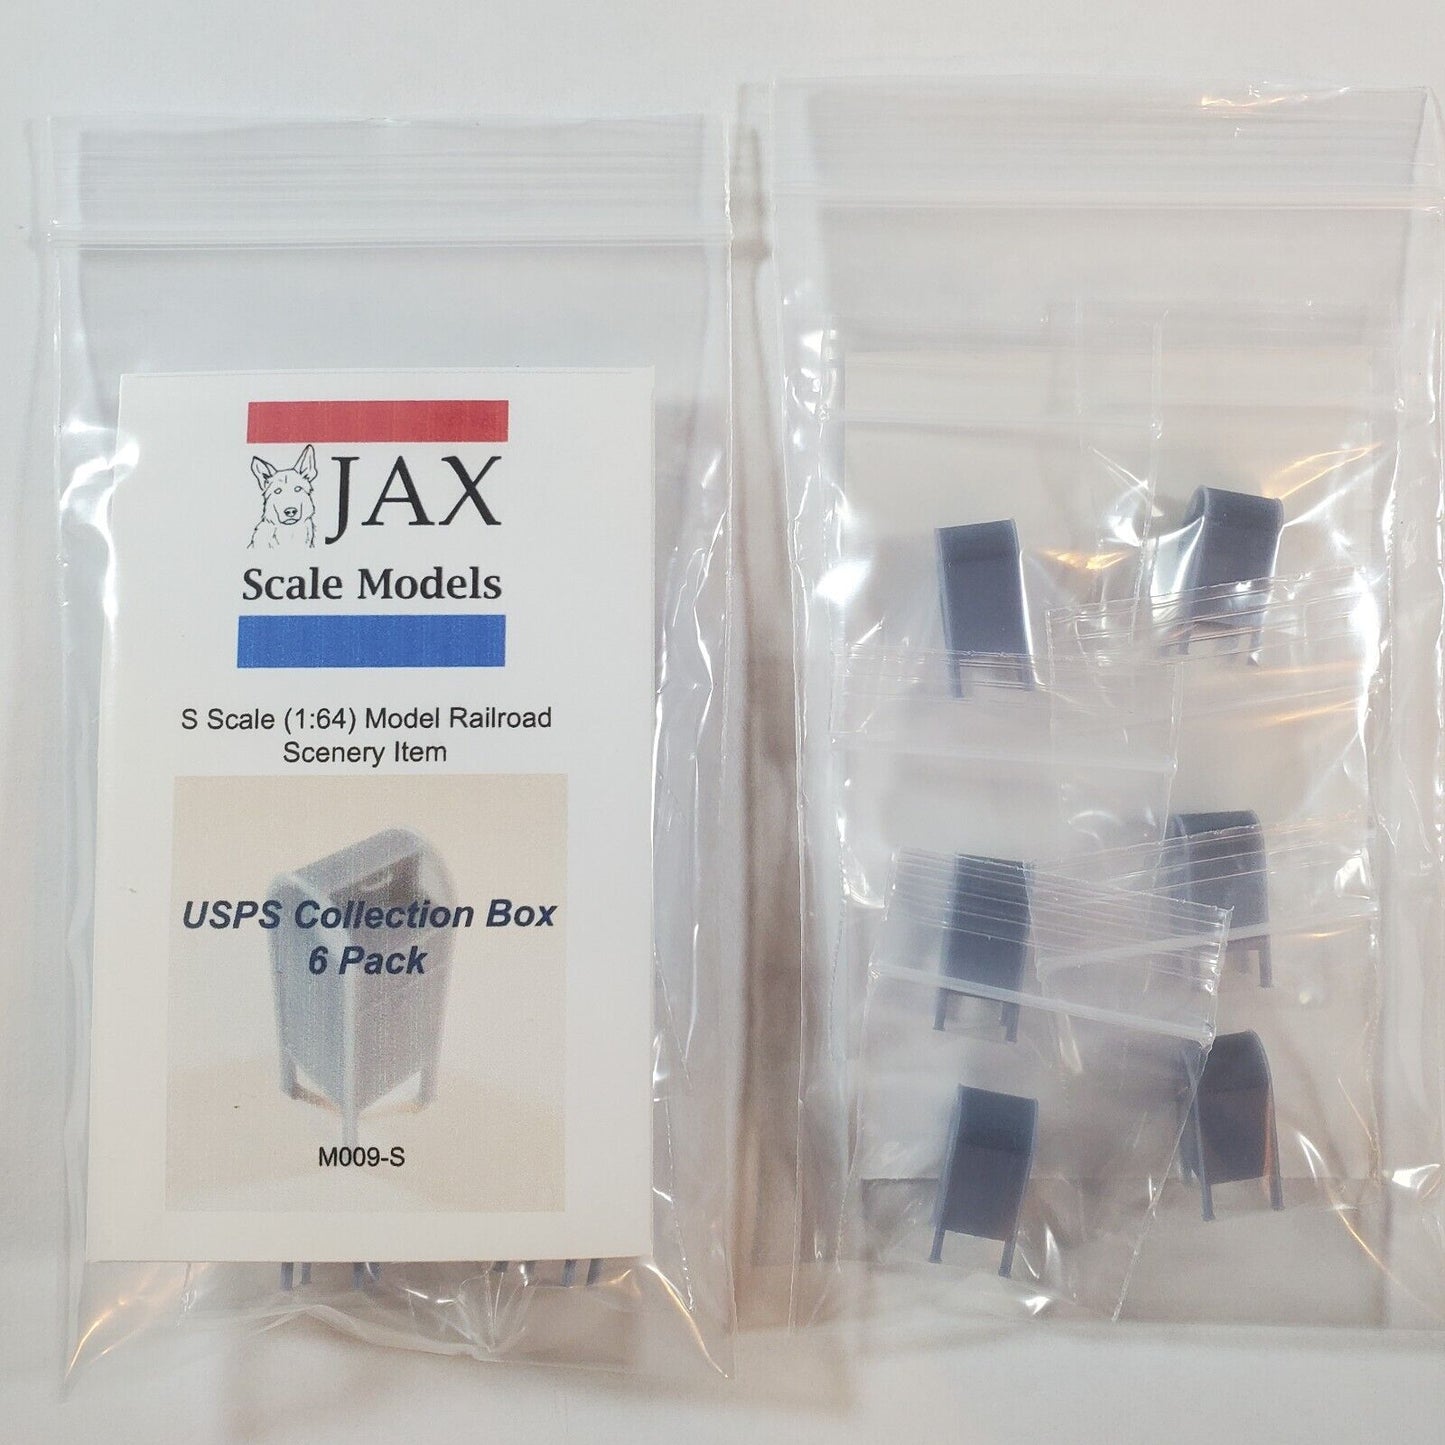 JAX
Scale Models
S Scale (1:64) Model Railroad
Scenery Item
USPS Collection Box
6 Pack
M009-S